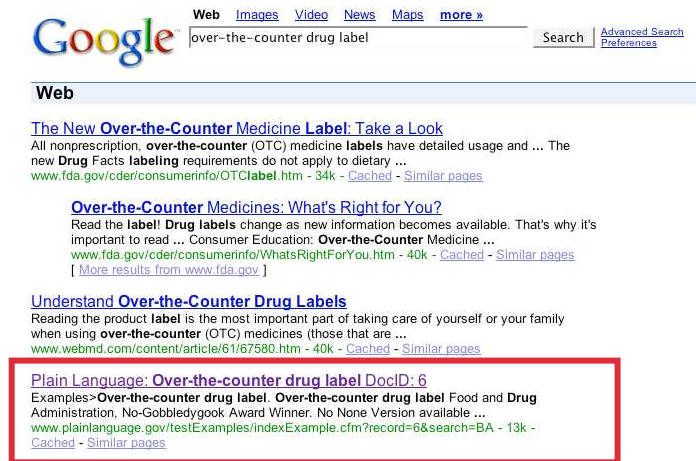 Web Images Video News Maps more »
Google™
over-the-counter drug label Search Advanced Search
Preferences
Web
The New Over-the-Counter Medicine Label: Take a Look
All nonprescription, over-the-counter (OTC) medicine labels have detailed usage and ... The
new Drug Facts labeling requirements do not apply to dietary ...
www.fda.gov/cder/consumerinfo/OTClabel.htm - 34k - Cached - Similar pages
Over-the-Counter Medicines: What's Right for You?
Read the label! Drug labels change as new information becomes available. That's why it's
important to read ... Consumer Education: Over-the-Counter Medicine ...
www.fda.gov/cder/consumerinfo/WhatsRightForYou.htm - 40k - Cached - Similar pages
[ More results from www.fda.gov ]
Understand Over-the-Counter Drug Labels
Reading the product label is the most important part of taking care of yourself or your family
when using over-the-counter (OTC) medicines (those that are ...
www.webmd.com/content/article/61/67580.htm - 40k - Cached - Similar pages
Plain Language: Over-the-counter drug label DocID: 6
Examples>Over-the-counter drug label. Over-the-counter drug label Food and Drug
Administration, No-Gobbledygook Award Winner. No None Version available ...
www.plainlanguage.gov/testExamples/indexExample.cfm?record=6&search=BA - 13k -
Cached - Similar pages